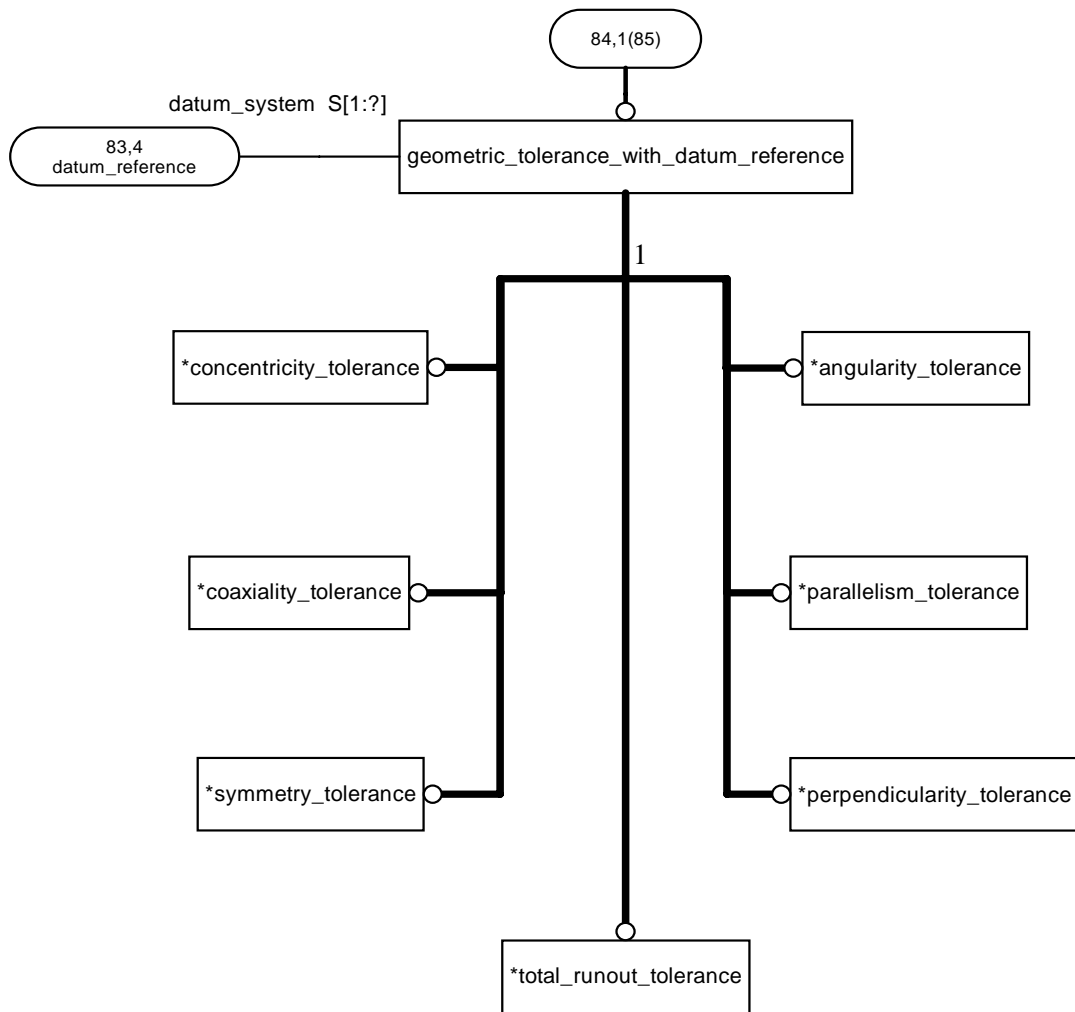 84,1(85)
datum_system S[1:?]
83,4
datum_reference
geometric_tolerance_with_datum_reference
1
*concentricity_tolerance
*angularity_tolerance
*coaxiality_tolerance
*parallelism_tolerance
*symmetry_tolerance
*perpendicularity_tolerance
*total_runout_tolerance